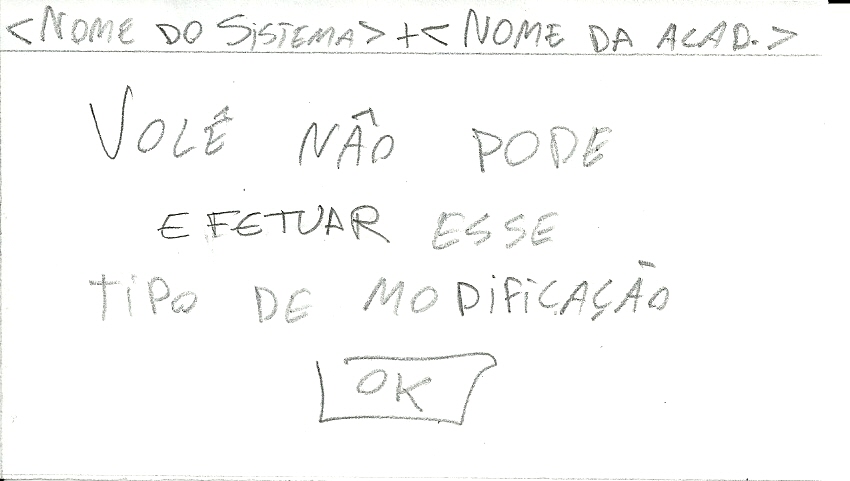 <NOME DO SiSTEMA> + < NOME DA ACAD.>
VOCÊ NÃO PODE
EFETUAR ESSE
TiPO DE MODiFiCAÇÃO
OK